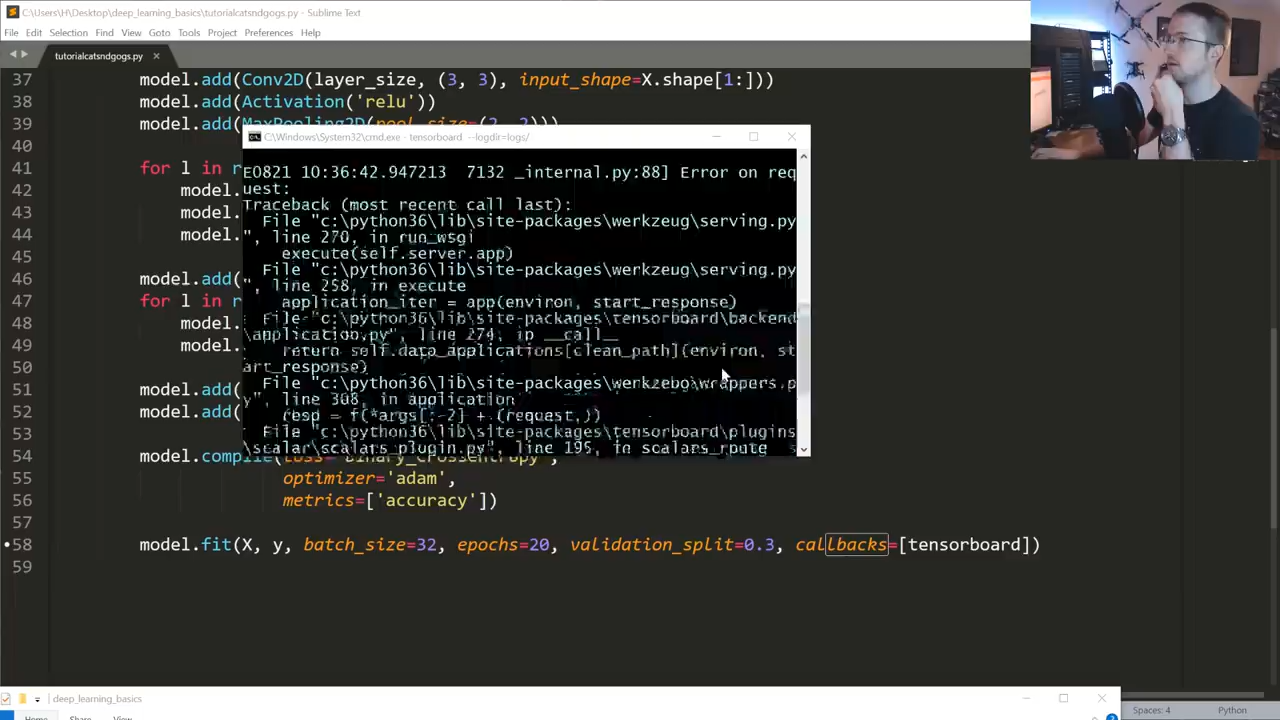 C:\Users\H\Desktop\deep_learning_basics\tutorialcatsndgogs.py - Sublime Text
File Edit Selection Find View Goto Tools Project Preferences Help
tutorialcatsndgogs.py
37 model.add(Conv2D(layer_size, (3, 3), input_shape=X.shape[1:]))
38 model.add(Activation('relu'))
39 model.add(MaxPooling2D(pool_size=(2, 2)))
40
C:\Windows\System32\cmd.exe - tensorboard --logdir=logs/
E0821 10:36:42.947213 7132 _internal.py:88] Error on req
uest:
Traceback (most recent call last):
File "c:\python36\lib\site-packages\werkzeug\serving.py
", line 270, in run_wsgi
execute(self.server.app)
File "c:\python36\lib\site-packages\werkzeug\serving.py
", line 258, in execute
application_iter = app(environ, start_response)
File "c:\python36\lib\site-packages\tensorboard\backend
\application.py", line 274, in __call__
return self.data_applications[clean_path](environ, st
art_response)
File "c:\python36\lib\site-packages\werkzeug\wrappers.p
y", line 308, in application
resp = f(*args[:-2] + (request,))
File "c:\python36\lib\site-packages\tensorboard\plugins
\scalar\scalars_plugin.py", line 195, in scalars_route
41 for l in r
42 model.
43 model.
44 model.
45
46 model.add(
47 for l in r
48 model.
49 model.
50
51 model.add(
52 model.add(
53
54 model.compile(loss='binary_crossentropy',
55 optimizer='adam',
56 metrics=['accuracy'])
57
58 model.fit(X, y, batch_size=32, epochs=20, validation_split=0.3, callbacks=[tensorboard])
59
deep_learning_basics
Home Share View
Spaces: 4 Python